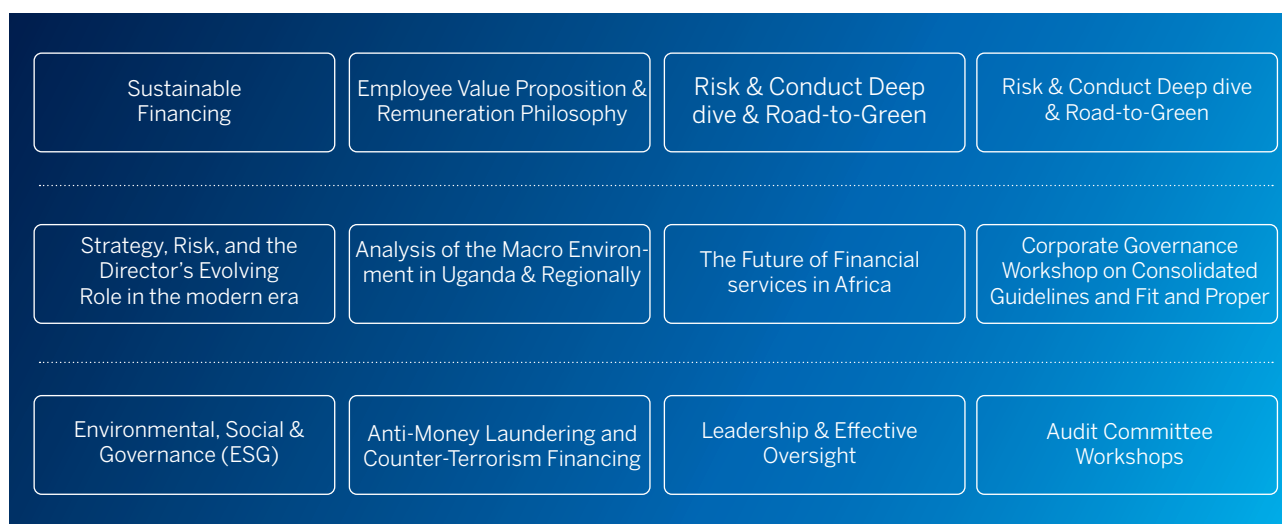 Sustainable
Financing
Employee Value Proposition &
Remuneration Philosophy
Risk & Conduct Deep
dive & Road-to-Green
Risk & Conduct Deep dive
& Road-to-Green
Strategy, Risk, and the
Director’s Evolving
Role in the modern era
Analysis of the Macro Environ-
ment in Uganda & Regionally
The Future of Financial
services in Africa
Corporate Governance
Workshop on Consolidated
Guidelines and Fit and Proper
Environmental, Social &
Governance (ESG)
Anti-Money Laundering and
Counter-Terrorism Financing
Leadership & Effective
Oversight
Audit Committee
Workshops